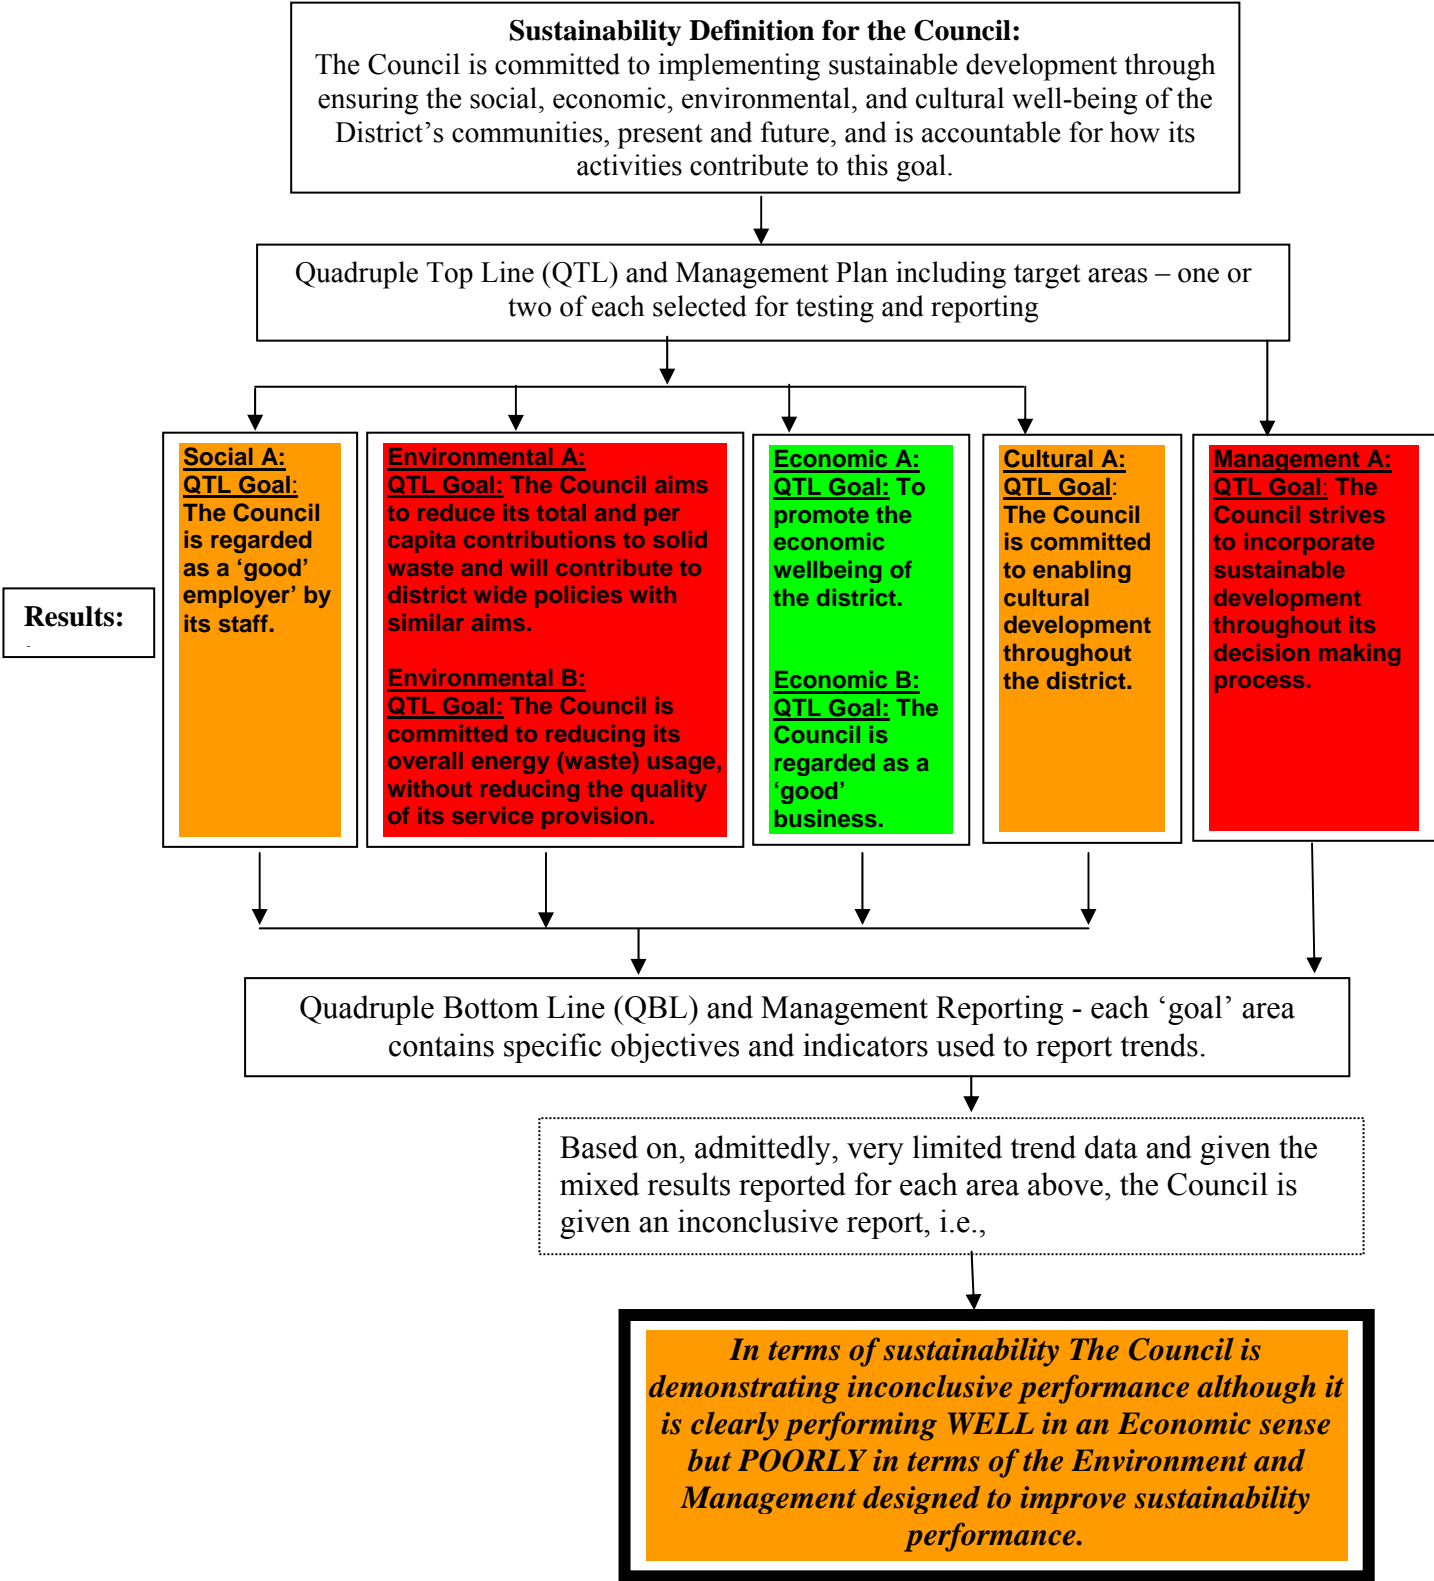 Sustainability Definition for the Council:
The Council is committed to implementing sustainable development through
ensuring the social, economic, environmental, and cultural well-being of the
District’s communities, present and future, and is accountable for how its
activities contribute to this goal.
Quadruple Top Line (QTL) and Management Plan including target areas – one or
two of each selected for testing and reporting
Results:
Social A:
QTL Goal:
The Council
is regarded
as a ‘good’
employer’ by
its staff.
Environmental A:
QTL Goal: The Council aims
to reduce its total and per
capita contributions to solid
waste and will contribute to
district wide policies with
similar aims.
Environmental B:
QTL Goal: The Council is
committed to reducing its
overall energy (waste) usage,
without reducing the quality
of its service provision.
Economic A:
QTL Goal: To
promote the
economic
wellbeing of
the district.
Economic B:
QTL Goal: The
Council is
regarded as a
‘good’
business.
Cultural A:
QTL Goal:
The Council
is committed
to enabling
cultural
development
throughout
the district.
Management A:
QTL Goal: The
Council strives
to incorporate
sustainable
development
throughout its
decision making
process.
Quadruple Bottom Line (QBL) and Management Reporting - each ‘goal’ area
contains specific objectives and indicators used to report trends.
Based on, admittedly, very limited trend data and given the
mixed results reported for each area above, the Council is
given an inconclusive report, i.e.,
In terms of sustainability The Council is
demonstrating inconclusive performance although it
is clearly performing WELL in an Economic sense
but POORLY in terms of the Environment and
Management designed to improve sustainability
performance.